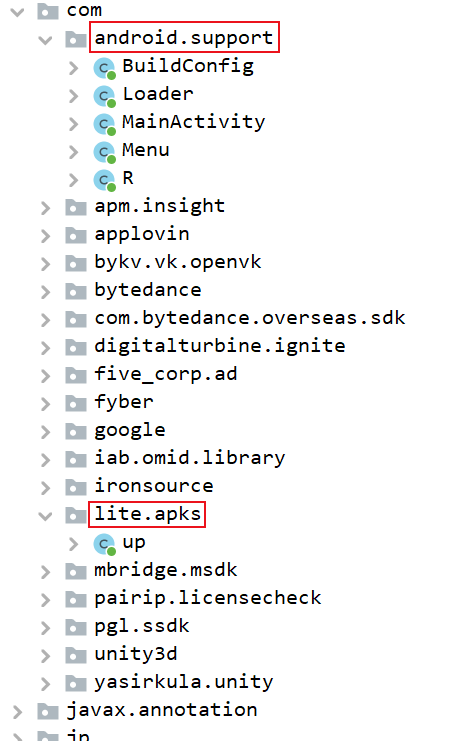 com
android.support
BuildConfig
Loader
MainActivity
Menu
R
apm.insight
applovin
bykv.vk.openvk
bytedance
com.bytedance.overseas.sdk
digitalturbine.ignite
five_corp.ad
fyber
google
iab.omid.library
ironsource
lite.apks
up
mbridge.msdk
pairip.licensecheck
pgl.ssdk
unity3d
yasirkula.unity
javax.annotation